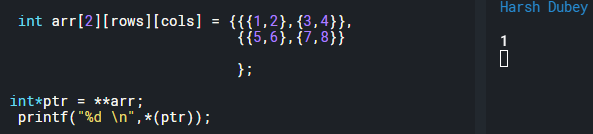 int arr[2][rows][cols] = {{{1,2},{3,4}},
{{5,6},{7,8}}
};
int*ptr = **arr;
printf("%d \n",*(ptr));
Harsh Dubey
1